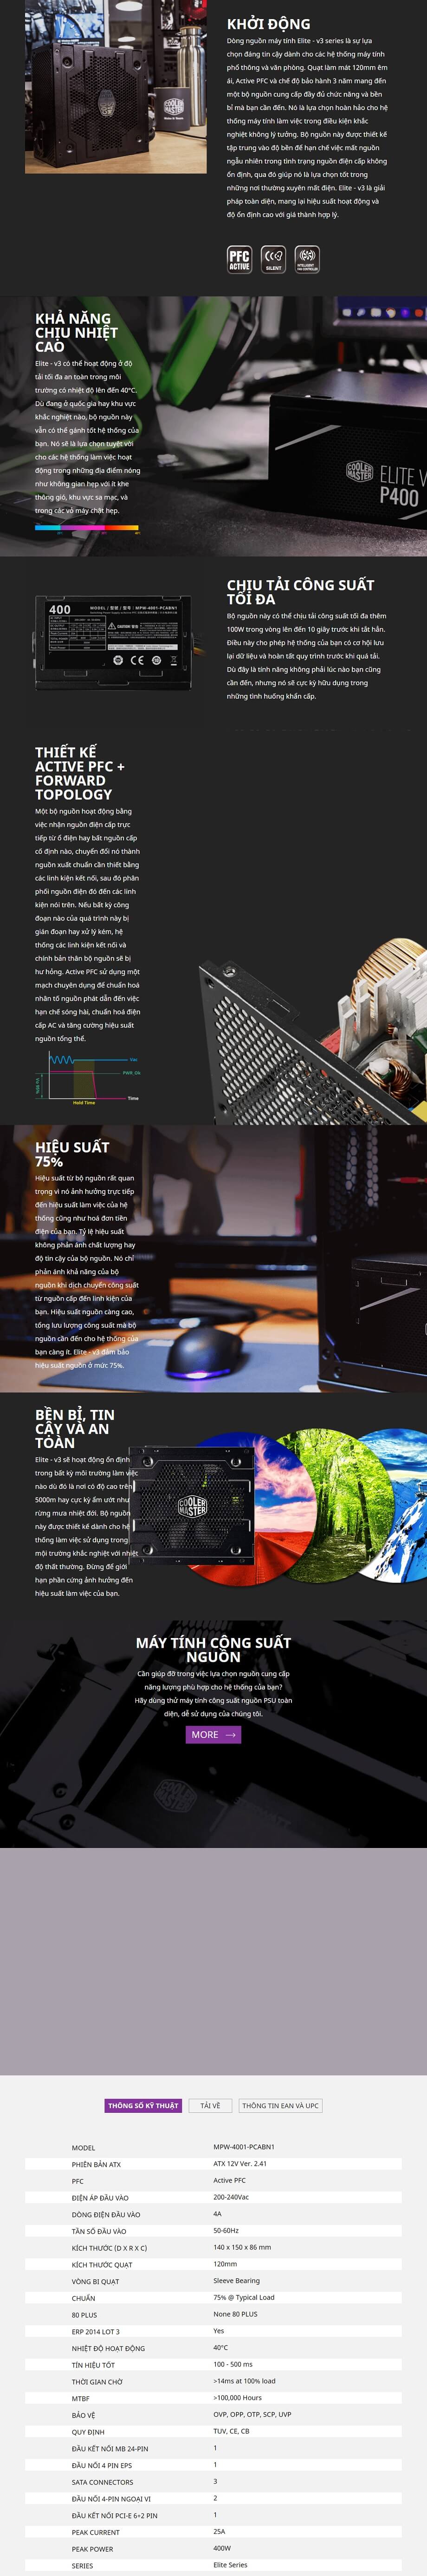 KHỞI ĐỘNG
Dòng nguồn máy tính Elite - v3 series là sự lựa
chọn đáng tin cậy dành cho các hệ thống máy tính
phổ thông và văn phòng. Quạt làm mát 120mm êm
ái, Active PFC và chế độ bảo hành 3 năm mang đến
một bộ nguồn cung cấp đầy đủ chức năng và bền
bỉ mà bạn cần đến. Nó là lựa chọn hoàn hảo cho hệ
thống máy tính làm việc trong điều kiện khắc
nghiệt không lý tưởng. Bộ nguồn này được thiết kế
tập trung vào độ bền để hạn chế việc mất nguồn
ngẫu nhiên trong tình trạng nguồn điện cấp không
ổn định, qua đó giúp nó là lựa chọn tốt trong
những nơi thường xuyên mất điện. Elite - v3 là giải
pháp toàn diện, mang lại hiệu suất hoạt động và
độ ổn định cao với giá thành hợp lý.
COOLER
MASTER
PFC
ACTIVE
SILENT
INTELLIGENT
FAN CONTROLLER
KHẢ NĂNG
CHỊU NHIỆT
CAO
Elite - v3 có thể hoạt động ở độ
tải tối đa an toàn trong môi
trường có nhiệt độ lên đến 40°C.
Dù đang ở quốc gia hay khu vực
khắc nghiệt nào, bộ nguồn này
vẫn có thể gánh tốt hệ thống của
bạn. Nó sẽ là lựa chọn tuyệt vời
cho các hệ thống làm việc hoạt
động trong những địa điểm nóng
như không gian hẹp với ít khe
thông gió, khu vực sa mạc, và
trong các vỏ máy chật hẹp.
COOLER
MASTER
ELITE V
P400
CHỊU TẢI CÔNG SUẤT
TỐI ĐA
Bộ nguồn này có thể chịu tải công suất tối đa thêm
100W trong vòng lên đến 10 giây trước khi tắt hẳn.
Điều này cho phép hệ thống của bạn có cơ hội lưu
lại dữ liệu và hoàn tất quy trình trước khi quá tải.
Dù đây là tính năng không phải lúc nào bạn cũng
cần đến, nhưng nó sẽ cực kỳ hữu dụng trong
những tình huống khẩn cấp.
400
MODEL / 型號 / 型号 : MPW-4001-PCABN1
THIẾT KẾ
ACTIVE PFC +
FORWARD
TOPOLOGY
Một bộ nguồn hoạt động bằng
việc nhận nguồn điện cấp trực
tiếp từ ổ điện hay bất nguồn cấp
cố định nào, chuyển đổi nó thành
nguồn xuất chuẩn cần thiết bằng
các linh kiện kết nối, sau đó phân
phối nguồn điện đó đến các linh
kiện nói trên. Nếu bất kỳ công
đoạn nào của quá trình này bị
gián đoạn hay xử lý kém, hệ
thống các linh kiện kết nối và
chính bản thân bộ nguồn sẽ bị
hư hỏng. Active PFC sử dụng một
mạch chuyên dụng để chuẩn hoá
nhân tố nguồn phát dẫn đến việc
hạn chế sóng hài, chuẩn hoá điện
cấp AC và tăng cường hiệu suất
nguồn tổng thể.
Vac
PWR_OK
Time
Hold Time
HIỆU SUẤT
75%
Hiệu suất từ bộ nguồn rất quan
trọng vì nó ảnh hưởng trực tiếp
đến hiệu suất làm việc của hệ
thống cũng như hoá đơn tiền
điện của bạn. Tỷ lệ hiệu suất
không phản ánh chất lượng hay
độ tin cậy của bộ nguồn. Nó chỉ
phản ánh khả năng của bộ
nguồn khi dịch chuyển công suất
từ nguồn cấp đến linh kiện của
bạn. Hiệu suất nguồn càng cao,
tổng lưu lượng công suất mà bộ
nguồn cần đến cho hệ thống của
bạn càng ít. Elite - v3 đảm bảo
hiệu suất nguồn ở mức 75%.
BỀN BỈ, TIN
CẬY VÀ AN
TOÀN
Elite - v3 sẽ hoạt động ổn định
trong bất kỳ môi trường làm việc
nào dù đó là nơi có độ cao trên
5000m hay cực kỳ ẩm ướt như
rừng mưa nhiệt đới. Bộ nguồn
này được thiết kế dành cho hệ
thống làm việc sử dụng trong
mội trường khắc nghiệt với nhiệt
độ thất thường. Đừng để giới
hạn phần cứng ảnh hưởng đến
hiệu suất làm việc của bạn.
COOLER
MASTER
MÁY TÍNH CÔNG SUẤT
NGUỒN
Cần giúp đỡ trong việc lựa chọn nguồn cung cấp
năng lượng phù hợp cho hệ thống của bạn?
Hãy dùng thử máy tính công suất nguồn PSU toàn
diện, dễ sử dụng của chúng tôi.
MORE →
THÔNG SỐ KỸ THUẬT TẢI VỀ THÔNG TIN EAN VÀ UPC
MODEL MPW-4001-PCABN1
PHIÊN BẢN ATX ATX 12V Ver. 2.41
PFC Active PFC
ĐIỆN ÁP ĐẦU VÀO 200-240Vac
DÒNG ĐIỆN ĐẦU VÀO 4A
TẦN SỐ ĐẦU VÀO 50-60Hz
KÍCH THƯỚC (D X R X C) 140 x 150 x 86 mm
KÍCH THƯỚC QUẠT 120mm
VÒNG BI QUẠT Sleeve Bearing
CHUẨN 75% @ Typical Load
80 PLUS None 80 PLUS
ERP 2014 LOT 3 Yes
NHIỆT ĐỘ HOẠT ĐỘNG 40°C
TÍN HIỆU TỐT 100 - 500 ms
THỜI GIAN CHỜ >14ms at 100% load
MTBF >100,000 Hours
BẢO VỆ OVP, OPP, OTP, SCP, UVP
QUY ĐỊNH TUV, CE, CB
ĐẦU KẾT NỐI MB 24-PIN 1
ĐẦU NỐI 4 PIN EPS 1
SATA CONNECTORS 3
ĐẦU NỐI 4-PIN NGOẠI VI 2
ĐẦU KẾT NỐI PCI-E 6+2 PIN 1
PEAK CURRENT 25A
PEAK POWER 400W
SERIES Elite Series